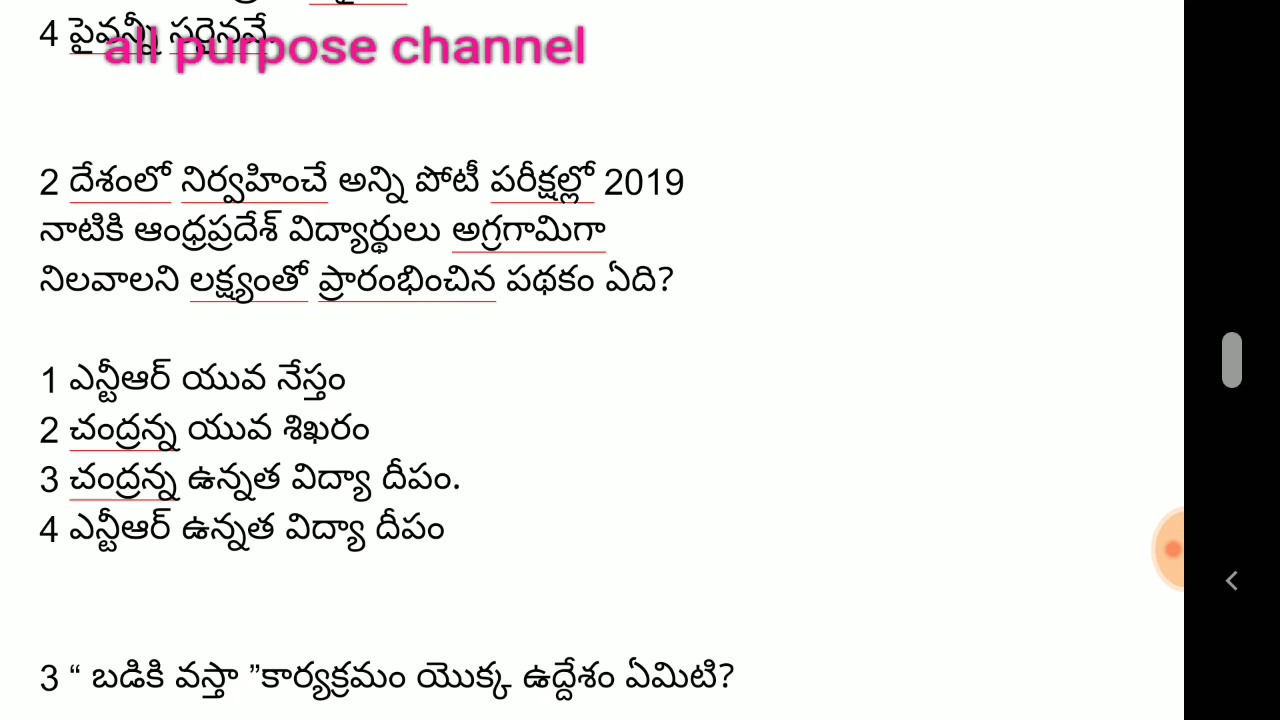 4 పైవన్నీ సరైనవే.
all purpose channel
2 దేశంలో నిర్వహించే అన్ని పోటీ పరీక్షల్లో 2019
నాటికి ఆంధ్రప్రదేశ్ విద్యార్థులు అగ్రగామిగా
నిలవాలని లక్ష్యంతో ప్రారంభించిన పథకం ఏది?
1 ఎన్టీఆర్ యువ నేస్తం
2 చంద్రన్న యువ శిఖరం
3 చంద్రన్న ఉన్నత విద్యా దీపం.
4 ఎన్టీఆర్ ఉన్నత విద్యా దీపం
3 “ బడికి వస్తా ”కార్యక్రమం యొక్క ఉద్దేశం ఏమిటి?